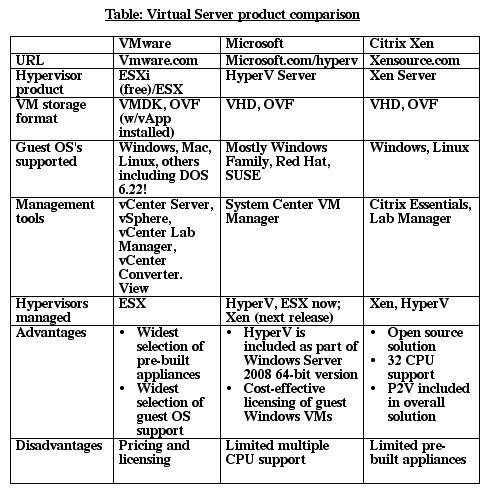 Table: Virtual Server product comparison
VMware Microsoft Citrix Xen
URL Vmware.com Microsoft.com/hyperv Xensource.com
Hypervisor product ESXi (free)/ESX HyperV Server Xen Server
VM storage format VMDK, OVF (w/vApp installed) VHD, OVF VHD, OVF
Guest OS's supported Windows, Mac, Linux, others including DOS 6.22! Mostly Windows Family, Red Hat, SUSE Windows, Linux
Management tools vCenter Server, vSphere, vCenter Lab Manager, vCenter Converter. View System Center VM Manager Citrix Essentials, Lab Manager
Hypervisors managed ESX HyperV, ESX now; Xen (next release) Xen, HyperV
Advantages
• Widest selection of pre-built appliances
• Widest selection of guest OS support
• HyperV is included as part of Windows Server 2008 64-bit version
• Cost-effective licensing of guest Windows VMs
• Open source solution
• 32 CPU support
• P2V included in overall solution
Disadvantages Pricing and licensing Limited multiple CPU support Limited pre-built appliances